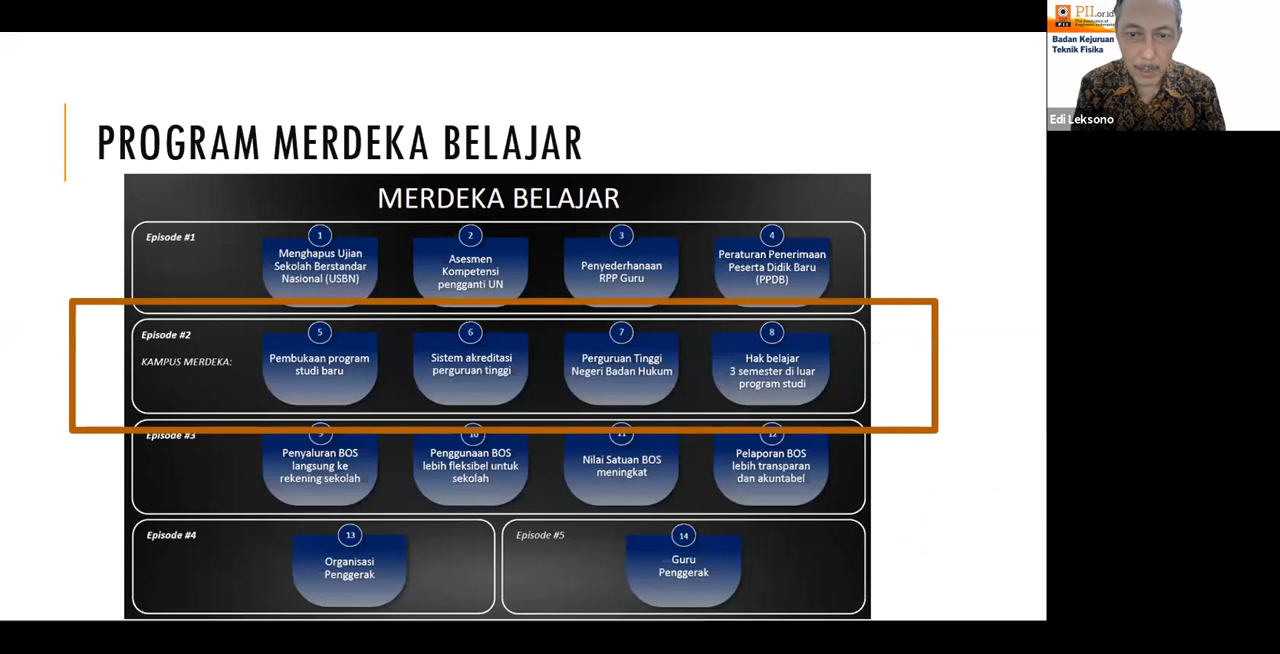 PROGRAM MERDEKA BELAJAR
MERDEKA BELAJAR
Episode #1
1
Menghapus Ujian
Sekolah Berstandar
Nasional (USBN)
2
Asesmen
Kompetensi
pengganti UN
3
Penyederhanaan
RPP Guru
4
Peraturan Penerimaan
Peserta Didik Baru
(PPDB)
Episode #2
KAMPUS MERDEKA:
5
Pembukaan program
studi baru
6
Sistem akreditasi
perguruan tinggi
7
Perguruan Tinggi
Negeri Badan Hukum
8
Hak belajar
3 semester di luar
program studi
Episode #3
9
Penyaluran BOS
langsung ke
rekening sekolah
10
Penggunaan BOS
lebih fleksibel untuk
sekolah
11
Nilai Satuan BOS
meningkat
12
Pelaporan BOS
lebih transparan
dan akuntabel
Episode #4
13
Organisasi
Penggerak
Episode #5
14
Guru
Penggerak
PII.or.id
Badan Kejuruan
Teknik Fisika
Edi Leksono